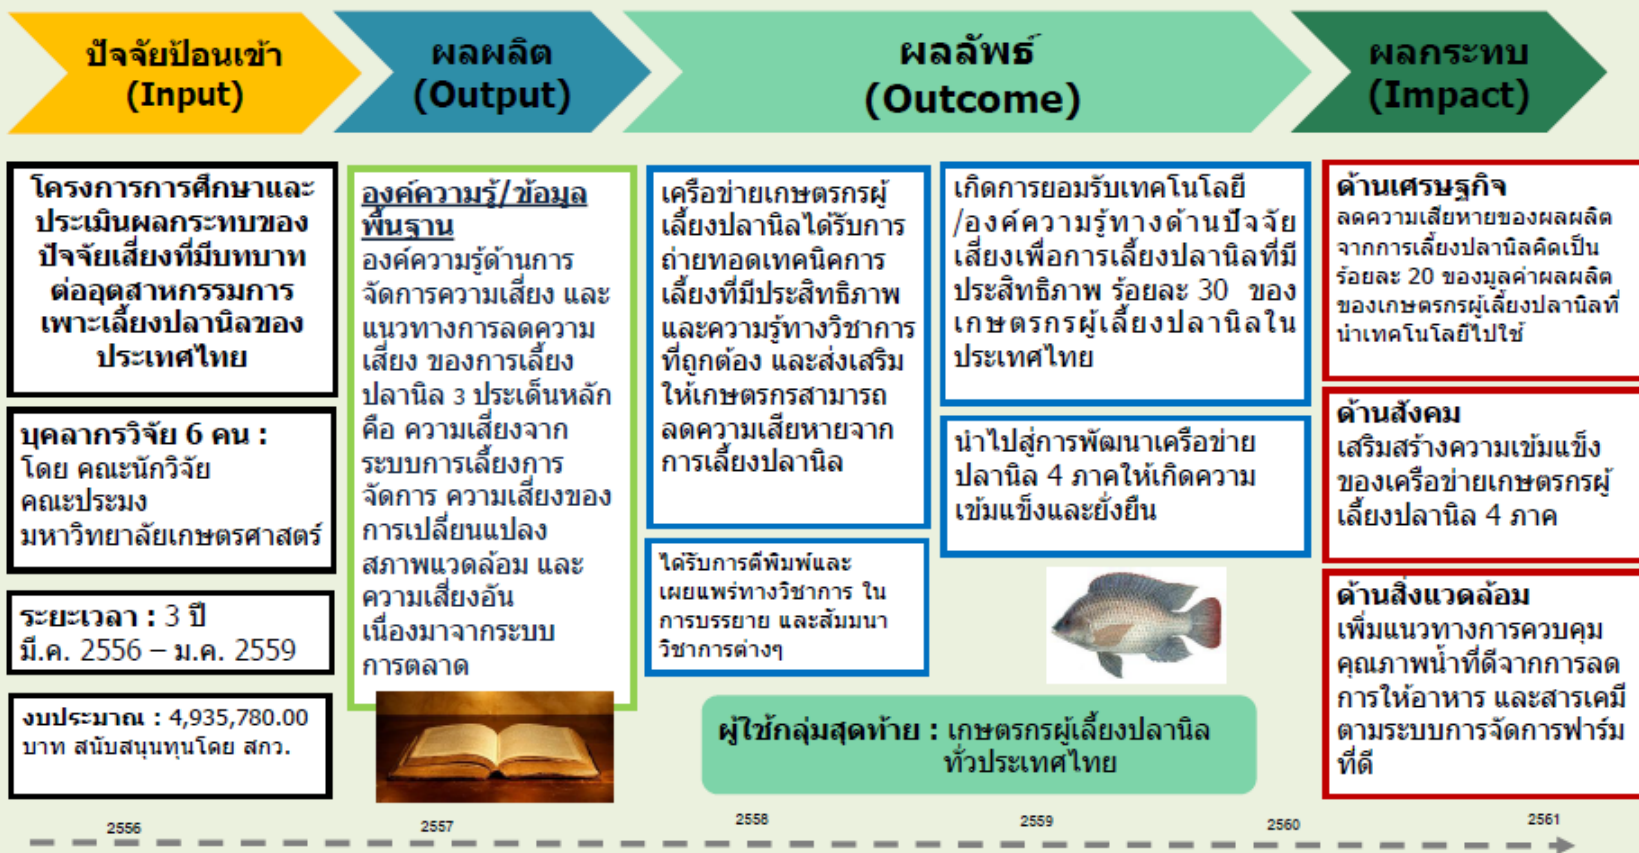 ปัจจัยป้อนเข้า
(Input)
ผลผลิต
(Output)
ผลลัพธ์
(Outcome)
ผลกระทบ
(Impact)
โครงการการศึกษาและ
ประเมินผลกระทบของ
ปัจจัยเสี่ยงที่มีบทบาท
ต่ออุตสาหกรรมการ
เพาะเลี้ยงปลานิลของ
ประเทศไทย
บุคลากรวิจัย 6 คน :
โดย คณะนักวิจัย
คณะประมง
มหาวิทยาลัยเกษตรศาสตร์
ระยะเวลา : 3 ปี
มี.ค. 2556 – ม.ค. 2559
งบประมาณ : 4,935,780.00
บาท สนับสนุนทุนโดย สกว.
องค์ความรู้/ข้อมูล
พื้นฐาน
องค์ความรู้ด้านการ
จัดการความเสี่ยง และ
แนวทางการลดความ
เสี่ยง ของการเลี้ยง
ปลานิล 3 ประเด็นหลัก
คือ ความเสี่ยงจาก
ระบบการเลี้ยงการ
จัดการ ความเสี่ยงของ
การเปลี่ยนแปลง
สภาพแวดล้อม และ
ความเสี่ยงอัน
เนื่องมาจากระบบ
การตลาด
เครือข่ายเกษตรกรผู้
เลี้ยงปลานิลได้รับการ
ถ่ายทอดเทคนิคการ
เลี้ยงที่มีประสิทธิภาพ
และความรู้ทางวิชาการ
ที่ถูกต้อง และส่งเสริม
ให้เกษตรกรสามารถ
ลดความเสียหายจาก
การเลี้ยงปลานิล
ได้รับการตีพิมพ์และ
เผยแพร่ทางวิชาการ ใน
การบรรยาย และสัมมนา
วิชาการต่างๆ
เกิดการยอมรับเทคโนโลยี
/องค์ความรู้ทางด้านปัจจัย
เสี่ยงเพื่อการเลี้ยงปลานิลที่มี
ประสิทธิภาพ ร้อยละ 30 ของ
เกษตรกรผู้เลี้ยงปลานิลใน
ประเทศไทย
นำไปสู่การพัฒนาเครือข่าย
ปลานิล 4 ภาคให้เกิดความ
เข้มแข็งและยั่งยืน
ผู้ใช้กลุ่มสุดท้าย : เกษตรกรผู้เลี้ยงปลานิล
ทั่วประเทศไทย
ด้านเศรษฐกิจ
ลดความเสียหายของผลผลิต
จากการเลี้ยงปลานิลคิดเป็น
ร้อยละ 20 ของมูลค่าผลผลิต
ของเกษตรกรผู้เลี้ยงปลานิลที่
นำเทคโนโลยีไปใช้
ด้านสังคม
เสริมสร้างความเข้มแข็ง
ของเครือข่ายเกษตรกรผู้
เลี้ยงปลานิล 4 ภาค
ด้านสิ่งแวดล้อม
เพิ่มแนวทางการควบคุม
คุณภาพน้ำที่ดีจากการลด
การให้อาหาร และสารเคมี
ตามระบบการจัดการฟาร์ม
ที่ดี
2556
2557
2558
2559
2560
2561